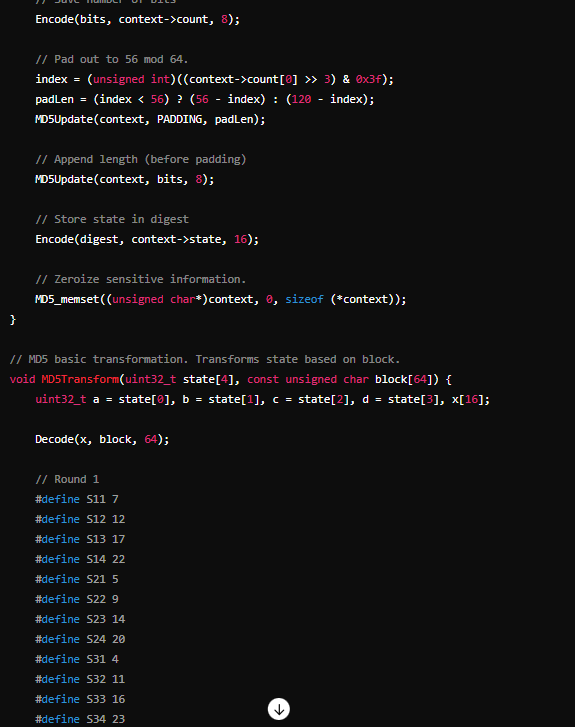 // Save number of bits
Encode(bits, context->count, 8);
// Pad out to 56 mod 64.
index = (unsigned int)((context->count[0] >> 3) & 0x3f);
padLen = (index < 56) ? (56 - index) : (120 - index);
MD5Update(context, PADDING, padLen);
// Append length (before padding)
MD5Update(context, bits, 8);
// Store state in digest
Encode(digest, context->state, 16);
// Zeroize sensitive information.
MD5_memset((unsigned char*)context, 0, sizeof (*context));
}
// MD5 basic transformation. Transforms state based on block.
void MD5Transform(uint32_t state[4], const unsigned char block[64]) {
uint32_t a = state[0], b = state[1], c = state[2], d = state[3], x[16];
Decode(x, block, 64);
// Round 1
#define S11 7
#define S12 12
#define S13 17
#define S14 22
#define S21 5
#define S22 9
#define S23 14
#define S24 20
#define S31 4
#define S32 11
#define S33 16
#define S34 23